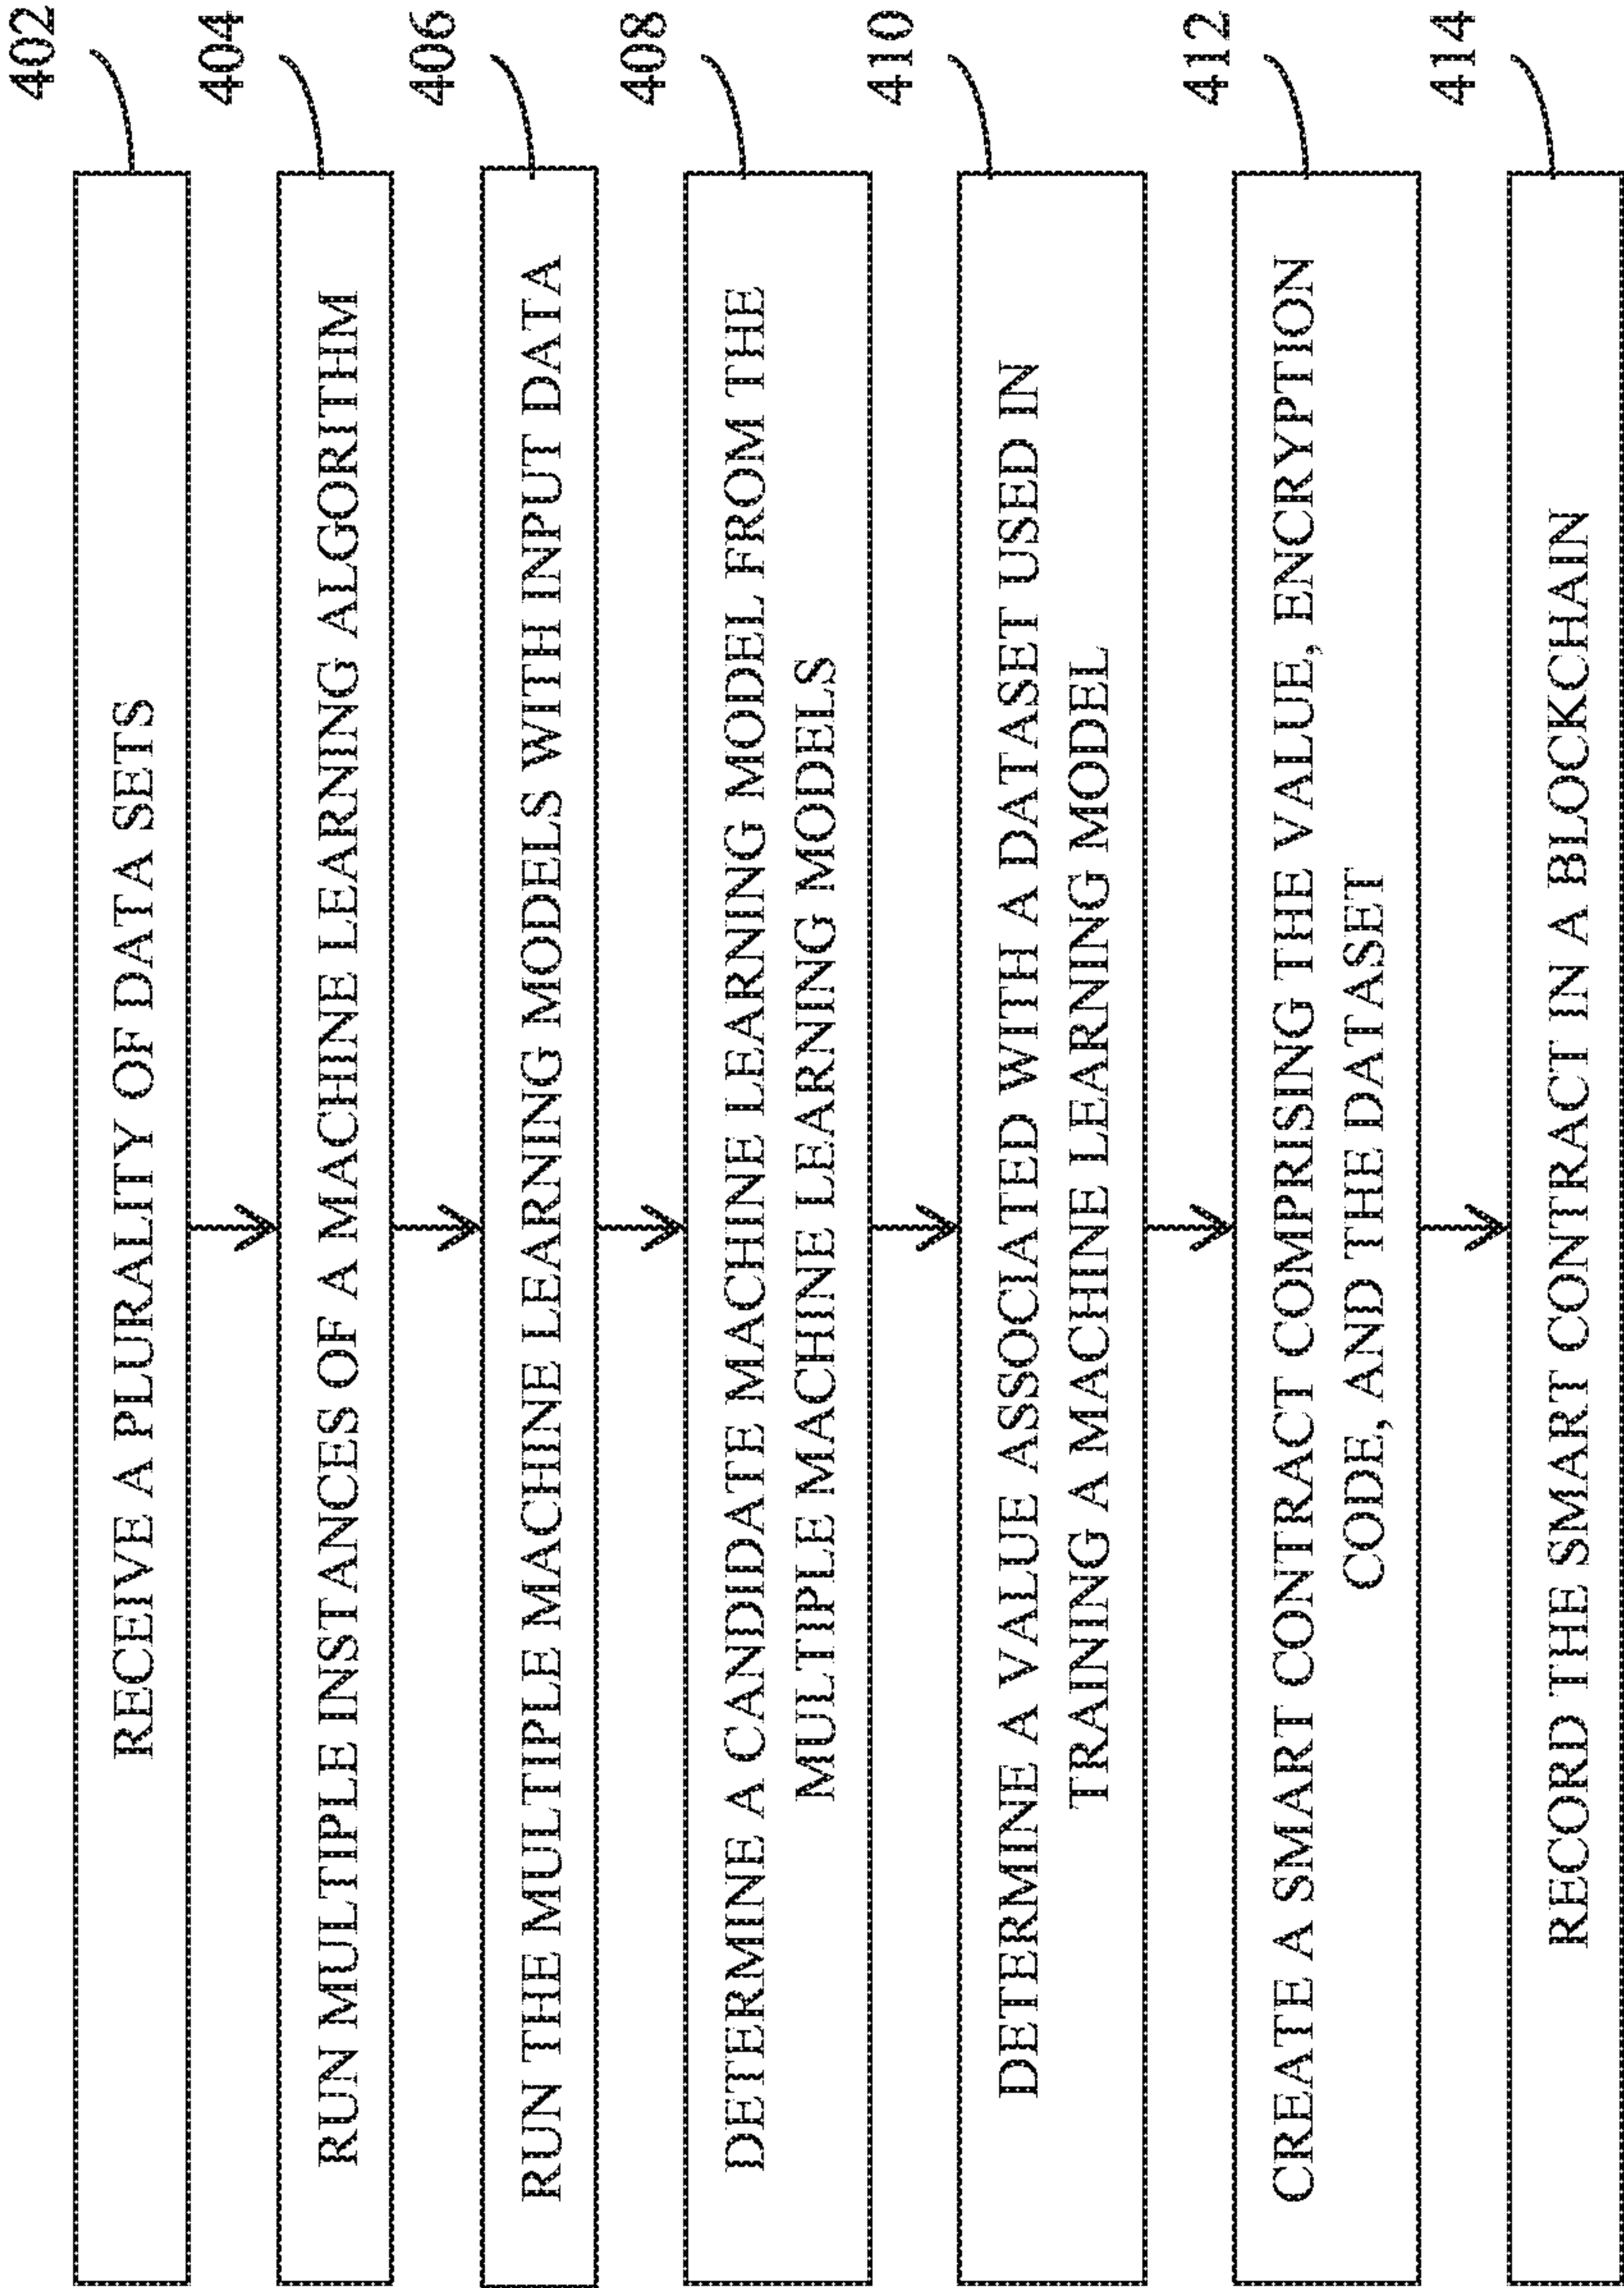 402
RECEIVE A PLURALITY OF DATA SETS
404
RUN MULTIPLE INSTANCES OF A MACHINE LEARNING ALGORITHM
406
RUN THE MULTIPLE MACHINE LEARNING MODELS WITH INPUT DATA
408
DETERMINE A CANDIDATE MACHINE LEARNING MODEL FROM THE
MULTIPLE MACHINE LEARNING MODELS
410
DETERMINE A VALUE ASSOCIATED WITH A DATASET USED IN
TRAINING A MACHINE LEARNING MODEL
412
CREATE A SMART CONTRACT COMPRISING THE VALUE, ENCRYPTION
CODE, AND THE DATASET
414
RECORD THE SMART CONTRACT IN A BLOCKCHAIN